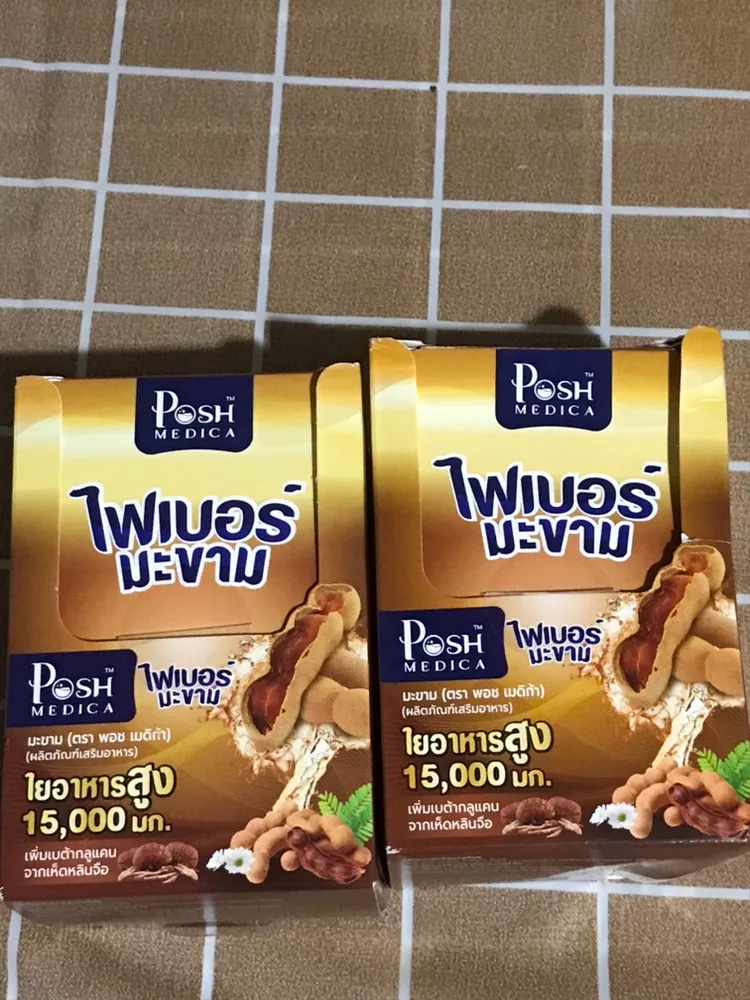 POSH™
MEDICA
ไฟเบอร์
มะขาม
POSH™
MEDICA
ไฟเบอร์
มะขาม
มะขาม (ตรา พอช เมดิก้า)
(ผลิตภัณฑ์เสริมอาหาร)
ใยอาหารสูง
15,000 มก.
เพิ่มเบต้ากลูแคน
จากเห็ดหลินจือ
POSH™
MEDICA
ไฟเบอร์
มะขาม
POSH™
MEDICA
ไฟเบอร์
มะขาม
มะขาม (ตรา พอช เมดิก้า)
(ผลิตภัณฑ์เสริมอาหาร)
ใยอาหารสูง
15,000 มก.
เพิ่มเบต้ากลูแคน
จากเห็ดหลินจือ